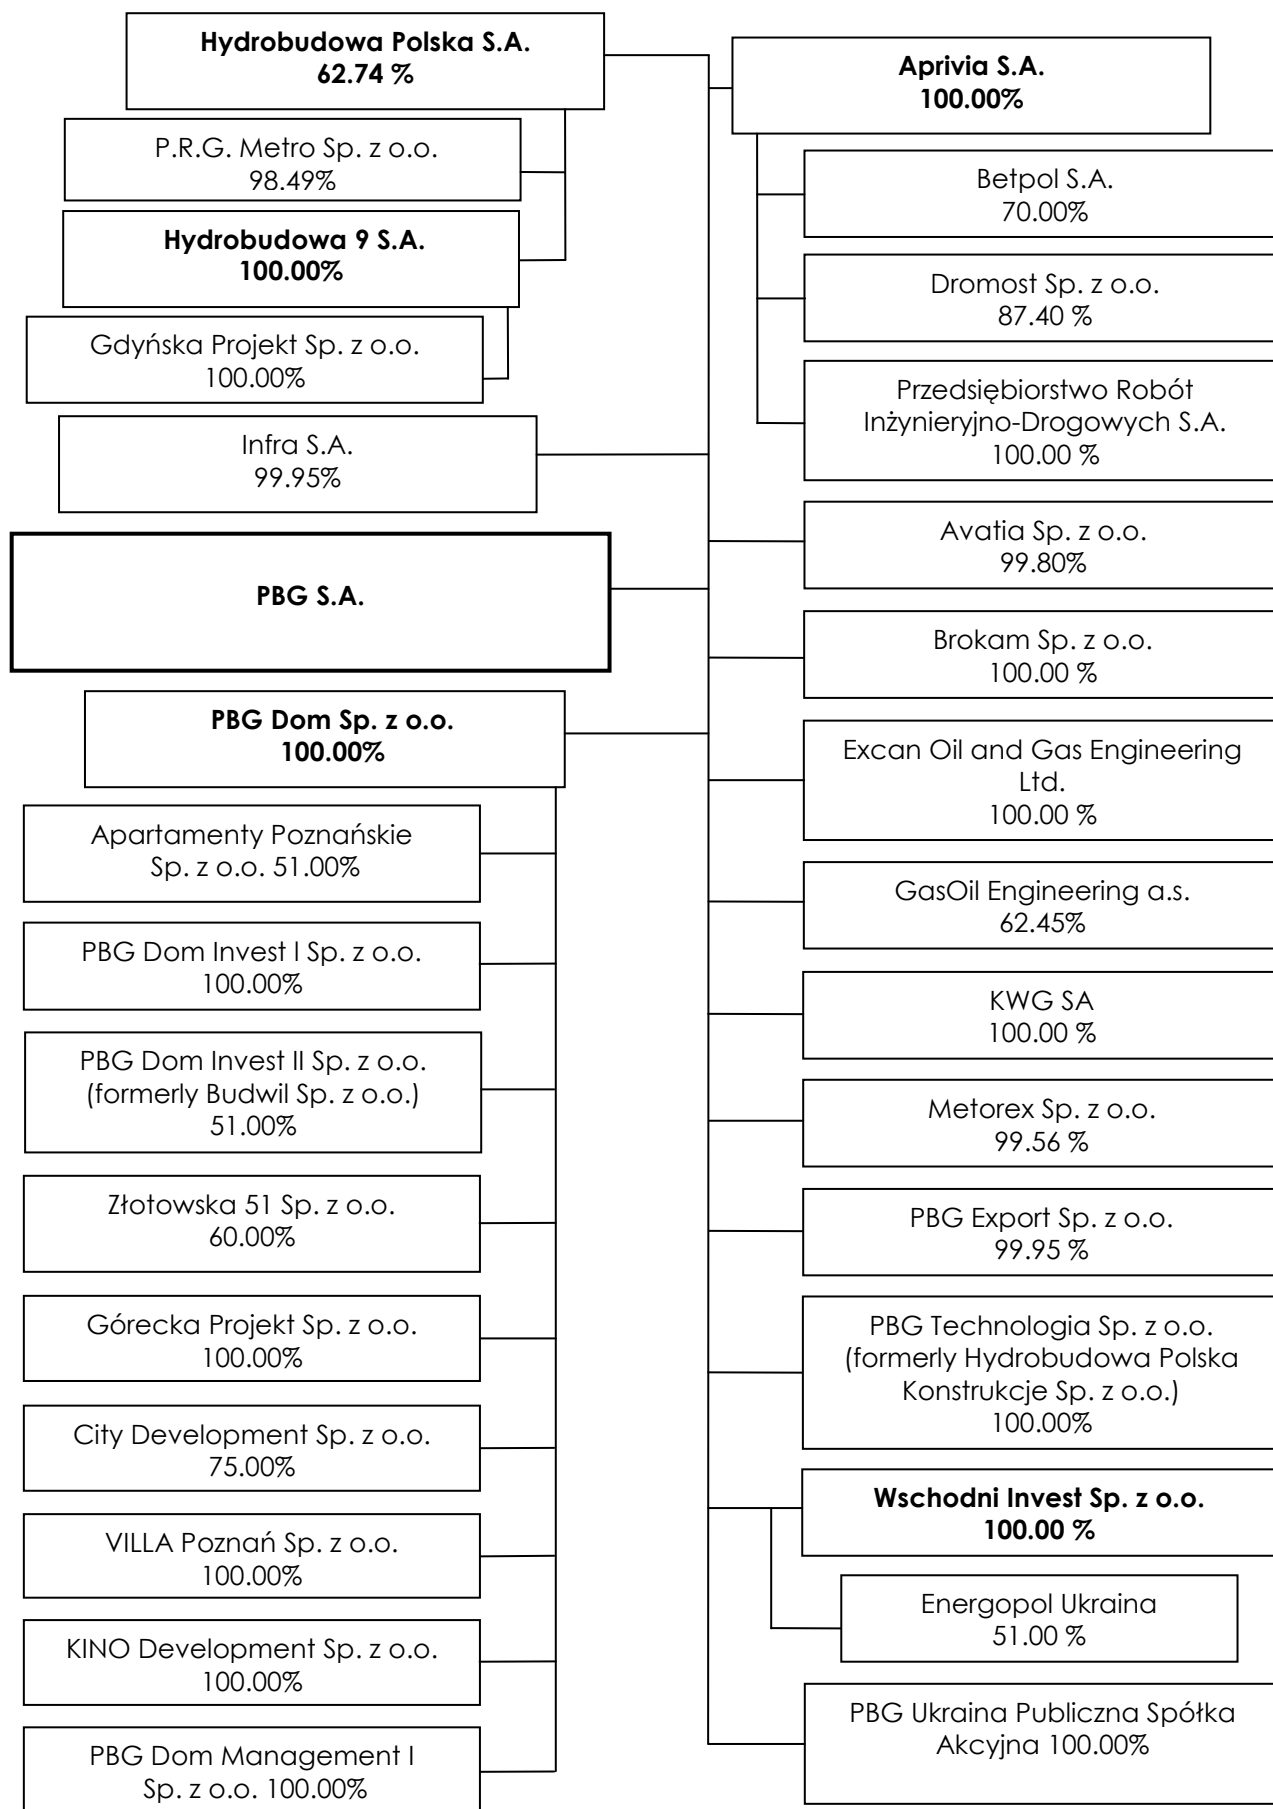 Hydrobudowa Polska S.A.
62.74 %
P.R.G. Metro Sp. z o.o.
98.49%
Hydrobudowa 9 S.A.
100.00%
Gdyńska Projekt Sp. z o.o.
100.00%
Infra S.A.
99.95%
PBG S.A.
PBG Dom Sp. z o.o.
100.00%
Apartamenty Poznańskie
Sp. z o.o. 51.00%
PBG Dom Invest I Sp. z o.o.
100.00%
PBG Dom Invest II Sp. z o.o.
(formerly Budwil Sp. z o.o.)
51.00%
Złotowska 51 Sp. z o.o.
60.00%
Górecka Projekt Sp. z o.o.
100.00%
City Development Sp. z o.o.
75.00%
VILLA Poznań Sp. z o.o.
100.00%
KINO Development Sp. z o.o.
100.00%
PBG Dom Management I
Sp. z o.o. 100.00%
Aprivia S.A.
100.00%
Betpol S.A.
70.00%
Dromost Sp. z o.o.
87.40 %
Przedsiębiorstwo Robót
Inżynieryjno-Drogowych S.A.
100.00 %
Avatia Sp. z o.o.
99.80%
Brokam Sp. z o.o.
100.00 %
Excan Oil and Gas Engineering
Ltd.
100.00 %
GasOil Engineering a.s.
62.45%
KWG SA
100.00 %
Metorex Sp. z o.o.
99.56 %
PBG Export Sp. z o.o.
99.95 %
PBG Technologia Sp. z o.o.
(formerly Hydrobudowa Polska
Konstrukcje Sp. z o.o.)
100.00%
Wschodni Invest Sp. z o.o.
100.00 %
Energopol Ukraina
51.00 %
PBG Ukraina Publiczna Spółka
Akcyjna 100.00%